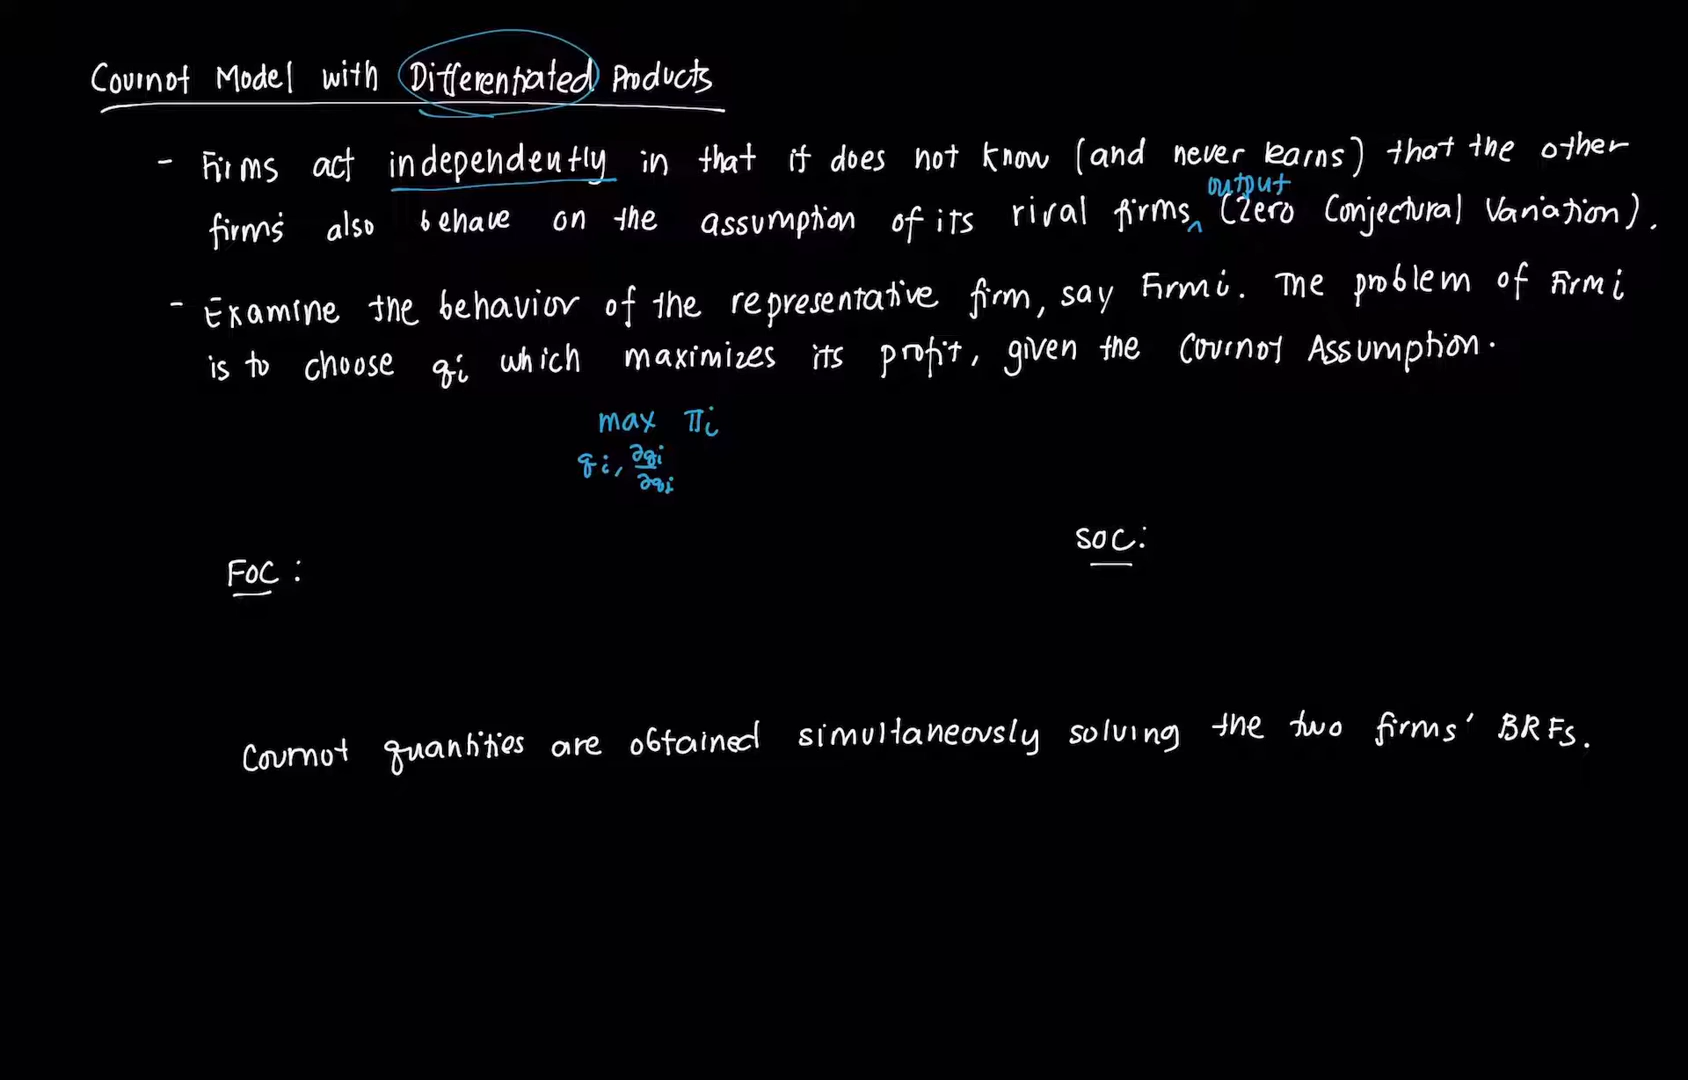 Cournot Model with Differentiated Products
- Firms act independently in that it does not know (and never learns) that the other
output
firms also behave on the assumption of its rival firms ^ (Zero Conjectural Variation).
- Examine the behavior of the representative firm, say Firm i. The problem of Firm i
is to choose qi which maximizes its profit, given the Cournot Assumption.
max πi
qi, ∂qj/∂qi
SOC:
FOC:
Cournot quantities are obtained simultaneously solving the two firms' BRFs.